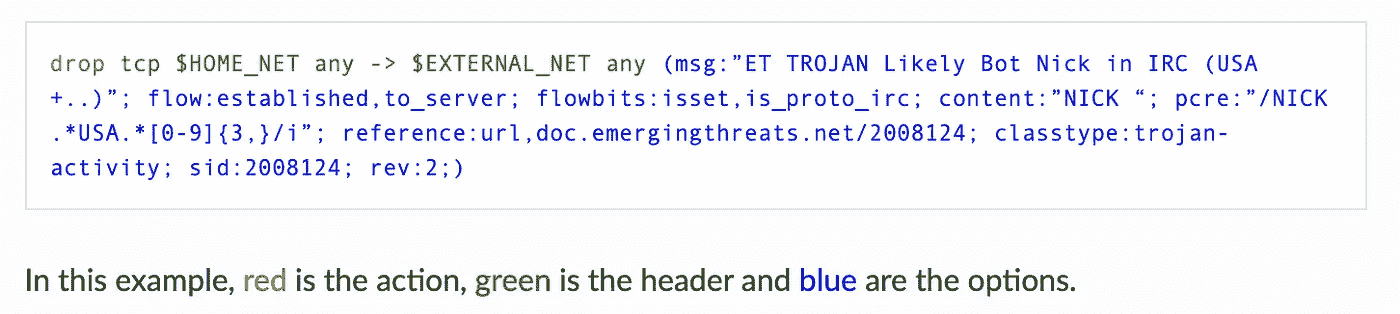 drop tcp $HOME_NET any -> $EXTERNAL_NET any (msg:”ET TROJAN Likely Bot Nick in IRC (USA
+..)”; flow:established,to_server; flowbits:isset,is_proto_irc; content:”NICK “; pcre:”/NICK
.*USA.*[0-9]{3,}/i”; reference:url,doc.emergingthreats.net/2008124; classtype:trojan-
activity; sid:2008124; rev:2;)
In this example, red is the action, green is the header and blue are the options.